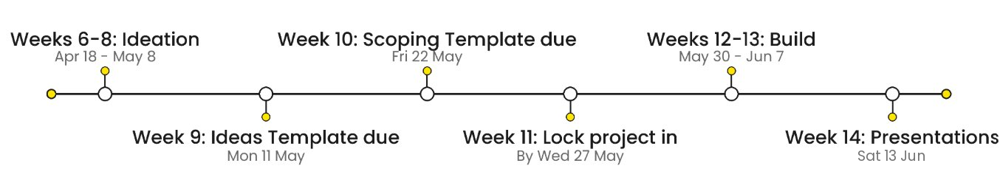 Weeks 6-8: Ideation
Apr 18 - May 8
Week 10: Scoping Template due
Fri 22 May
Weeks 12-13: Build
May 30 - Jun 7
Week 9: Ideas Template due
Mon 11 May
Week 11: Lock project in
By Wed 27 May
Week 14: Presentations
Sat 13 Jun